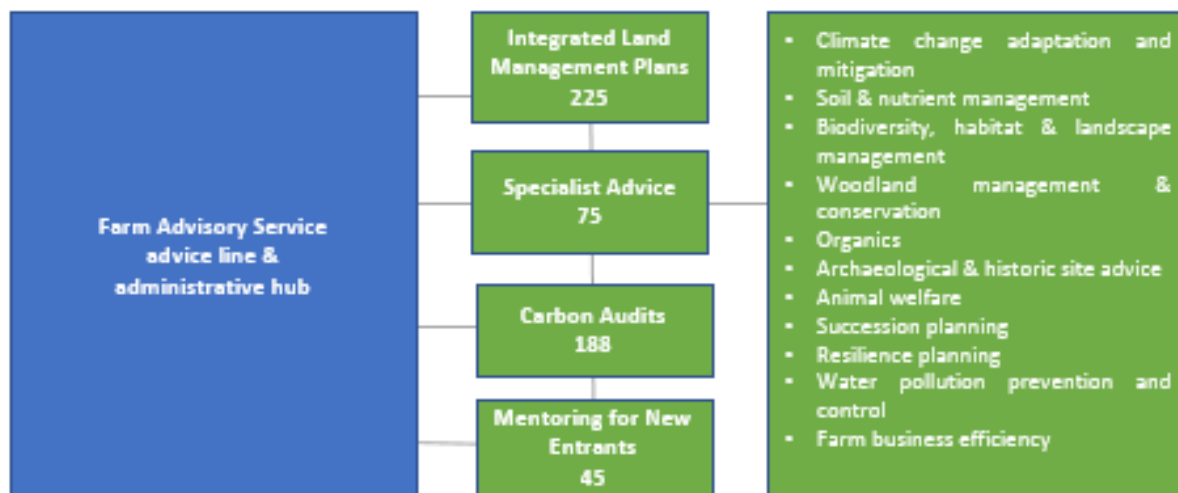 Farm Advisory Service
advice line &
administrative hub
Integrated Land
Management Plans
225
Specialist Advice
75
Carbon Audits
188
Mentoring for New
Entrants
45
▪ Climate change adaptation and
mitigation
▪ Soil & nutrient management
▪ Biodiversity, habitat & landscape
management
▪ Woodland management &
conservation
▪ Organics
▪ Archaeological & historic site advice
▪ Animal welfare
▪ Succession planning
▪ Resilience planning
▪ Water pollution prevention and
control
▪ Farm business efficiency